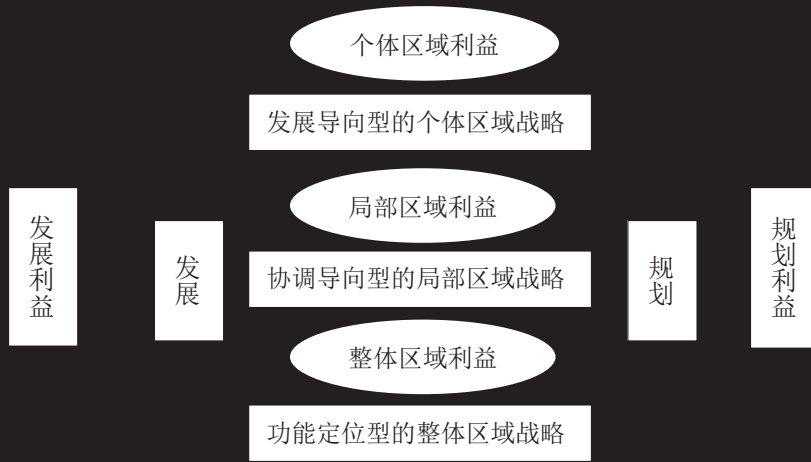 个体区域利益
发展导向型的个体区域战略
局部区域利益
协调导向型的局部区域战略
整体区域利益
功能定位型的整体区域战略
发展利益
发展
规划
规划利益